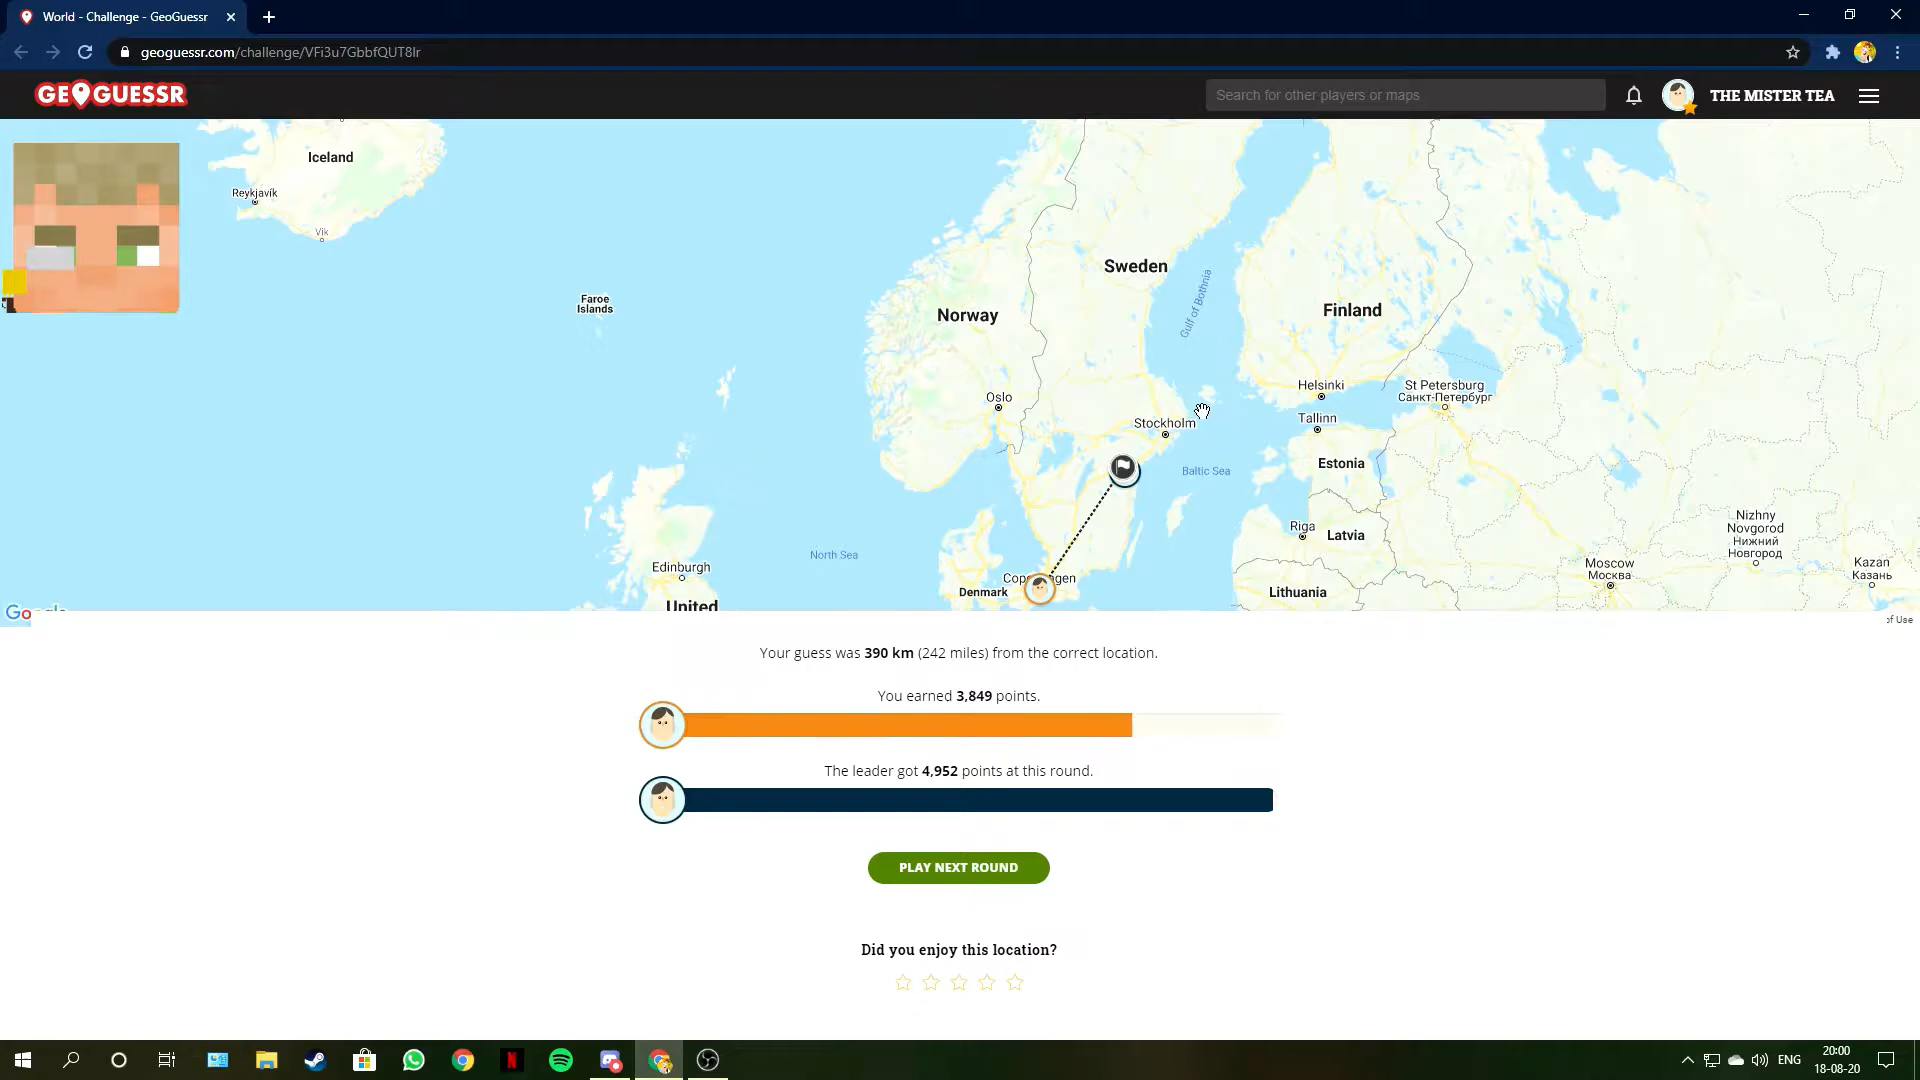 World - Challenge - GeoGuessr
geoguessr.com/challenge/VFi3u7GbbfQUT8lr
GEOGUESSR
Search for other players or maps
THE MISTER TEA
Iceland
Reykjavík
Vik
Faroe
Islands
Norway
Sweden
Finland
Gulf of Bothnia
Oslo
Stockholm
Helsinki
Tallinn
St Petersburg
Санкт-Петербург
Estonia
Baltic Sea
Riga
Latvia
Lithuania
Nizhny
Novgorod
Нижний
Новгород
Moscow
Москва
Kazan
Казань
North Sea
Edinburgh
United
Denmark
of Use
Your guess was 390 km (242 miles) from the correct location.
You earned 3,849 points.
The leader got 4,952 points at this round.
PLAY NEXT ROUND
Did you enjoy this location?
ENG
20:00
18-08-20